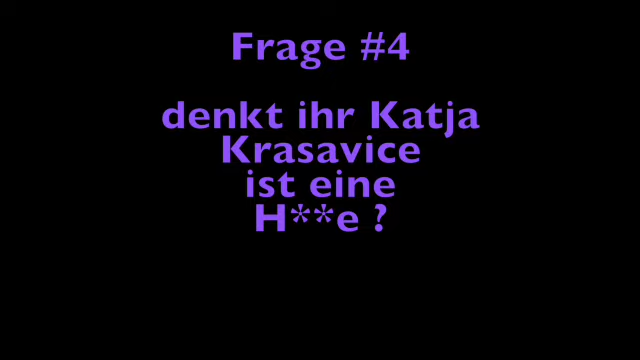 Frage #4
denkt ihr Katja
Krasavice
ist eine
H**e ?